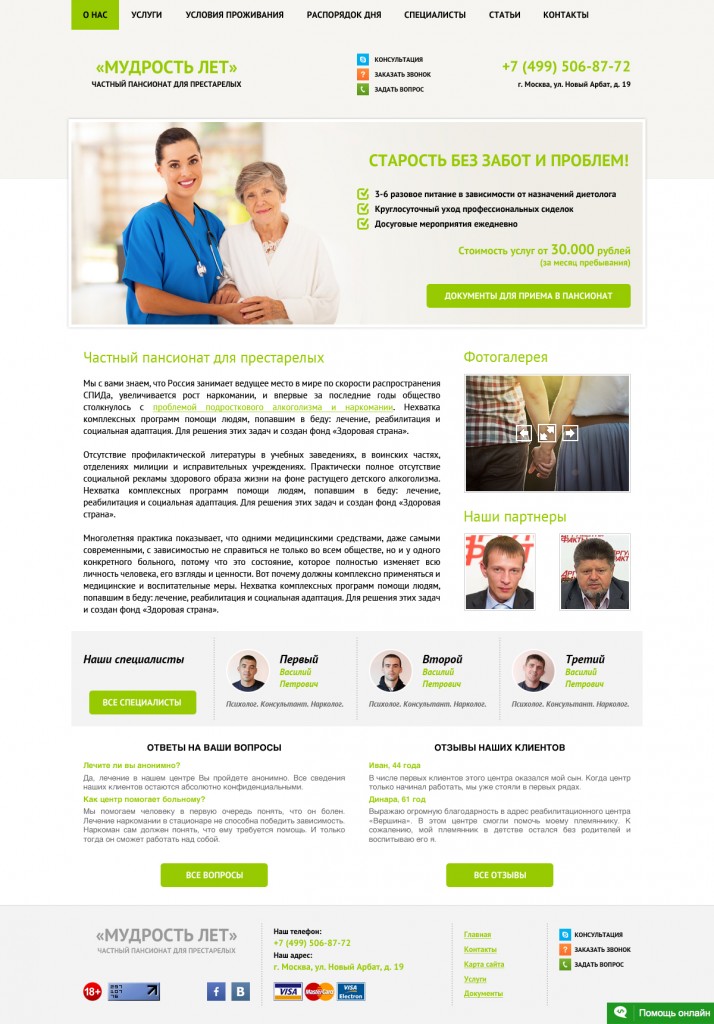 О НАС УСЛУГИ УСЛОВИЯ ПРОЖИВАНИЯ РАСПОРЯДОК ДНЯ СПЕЦИАЛИСТЫ СТАТЬИ КОНТАКТЫ
«МУДРОСТЬ ЛЕТ»
ЧАСТНЫЙ ПАНСИОНАТ ДЛЯ ПРЕСТАРЕЛЫХ
КОНСУЛЬТАЦИЯ
ЗАКАЗАТЬ ЗВОНОК
ЗАДАТЬ ВОПРОС
+7 (499) 506-87-72
г. Москва, ул. Новый Арбат, д. 19
СТАРОСТЬ БЕЗ ЗАБОТ И ПРОБЛЕМ!
3-6 разовое питание в зависимости от назначений диетолога
Круглосуточный уход профессиональных сиделок
Досуговые мероприятия ежедневно
Стоимость услуг от 30.000 рублей
(за месяц пребывания)
ДОКУМЕНТЫ ДЛЯ ПРИЕМА В ПАНСИОНАТ
Частный пансионат для престарелых
Мы с вами знаем, что Россия занимает ведущее место в мире по скорости распространения
СПИДа, увеличивается рост наркомании, и впервые за последние годы общество
столкнулось с проблемой подросткового алкоголизма и наркомании. Нехватка
комплексных программ помощи людям, попавшим в беду: лечение, реабилитация и
социальная адаптация. Для решения этих задач и создан фонд «Здоровая страна».
Отсутствие профилактической литературы в учебных заведениях, в воинских частях,
отделениях милиции и исправительных учреждениях. Практически полное отсутствие
социальной рекламы здорового образа жизни на фоне растущего детского алкоголизма.
Нехватка комплексных программ помощи людям, попавшим в беду: лечение,
реабилитация и социальная адаптация. Для решения этих задач и создан фонд «Здоровая
страна».
Многолетняя практика показывает, что одними медицинскими средствами, даже самыми
современными, с зависимостью не справиться не только во всем обществе, но и у одного
конкретного больного, потому что это состояние, которое полностью изменяет всю
личность человека, его взгляды и ценности. Вот почему должны комплексно применяться и
медицинские и воспитательные меры. Нехватка комплексных программ помощи людям,
попавшим в беду: лечение, реабилитация и социальная адаптация. Для решения этих задач
и создан фонд «Здоровая страна».
Фотогалерея
Наши партнеры
Наши специалисты
ВСЕ СПЕЦИАЛИСТЫ
Первый
Василий
Петрович
Психолог. Консультант. Нарколог.
Второй
Василий
Петрович
Психолог. Консультант. Нарколог.
Третий
Василий
Петрович
Психолог. Консультант. Нарколог.
ОТВЕТЫ НА ВАШИ ВОПРОСЫ
Лечите ли вы анонимно?
Да, лечение в нашем центре Вы пройдете анонимно. Все сведения
наших клиентов остаются абсолютно конфиденциальными.
Как центр помогает больному?
Мы помогаем человеку в первую очередь понять, что он болен.
Лечение наркомании в стационаре не способна победить зависимость.
Наркоман сам должен понять, что ему требуется помощь. И только
тогда он сможет работать над собой.
ВСЕ ВОПРОСЫ
ОТЗЫВЫ НАШИХ КЛИЕНТОВ
Иван, 44 года
В числе первых клиентов этого центра оказался мой сын. Когда центр
только начинал работать, мы уже стояли в первых рядах.
Динара, 61 год
Выражаю огромную благодарность в адрес реабилитационного центра
«Вершина». В этом центре смогли помочь моему племяннику. К
сожалению, мой племянник в детстве остался без родителей и
воспитываю его я.
ВСЕ ОТЗЫВЫ
«МУДРОСТЬ ЛЕТ»
ЧАСТНЫЙ ПАНСИОНАТ ДЛЯ ПРЕСТАРЕЛЫХ
18+
Наш телефон:
+7 (499) 506-87-72
Наш адрес:
г. Москва, ул. Новый Арбат, д. 19
VISA MasterCard VISA Electron
Главная
Контакты
Карта сайта
Услуги
Документы
КОНСУЛЬТАЦИЯ
ЗАКАЗАТЬ ЗВОНОК
ЗАДАТЬ ВОПРОС
Помощь онлайн